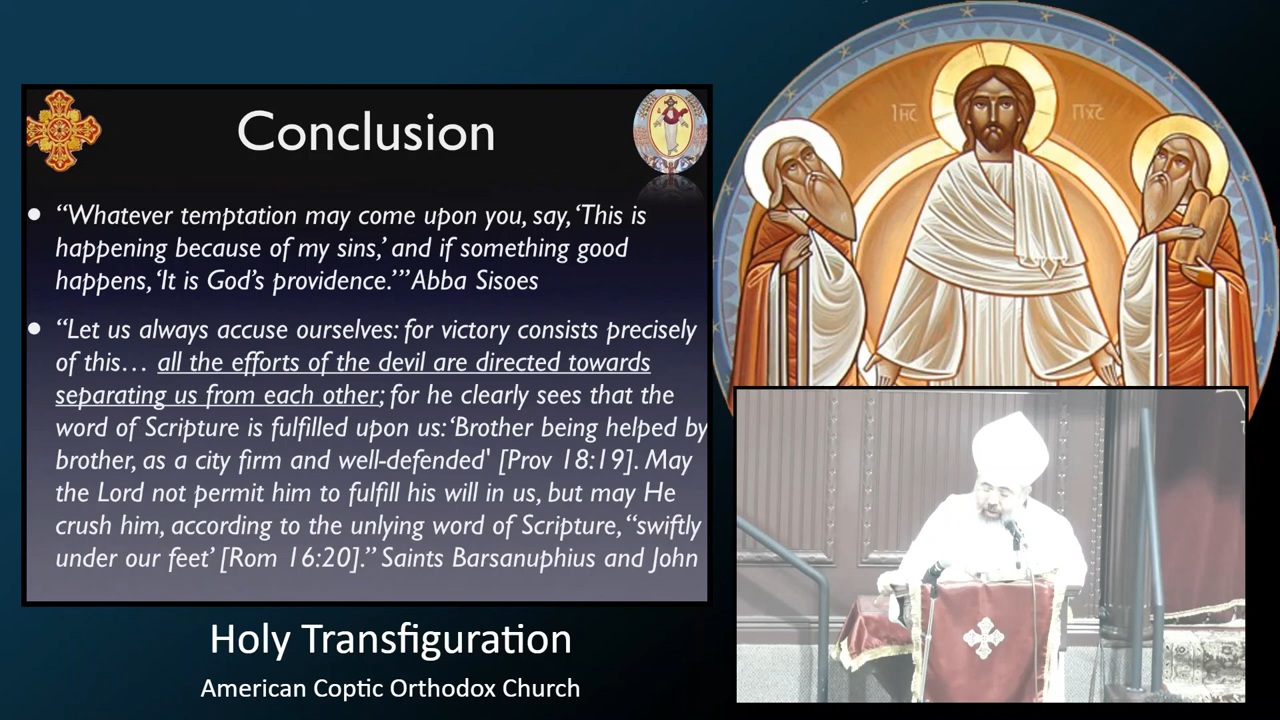 Conclusion
“Whatever temptation may come upon you, say, ‘This is
happening because of my sins,’ and if something good
happens, ‘It is God’s providence.’” Abba Sisoes
“Let us always accuse ourselves: for victory consists precisely
of this… all the efforts of the devil are directed towards
separating us from each other; for he clearly sees that the
word of Scripture is fulfilled upon us: ‘Brother being helped by
brother, as a city firm and well-defended' [Prov 18:19]. May
the Lord not permit him to fulfill his will in us, but may He
crush him, according to the unlying word of Scripture, “swiftly
under our feet’ [Rom 16:20].” Saints Barsanuphius and John
Holy Transfiguration
American Coptic Orthodox Church